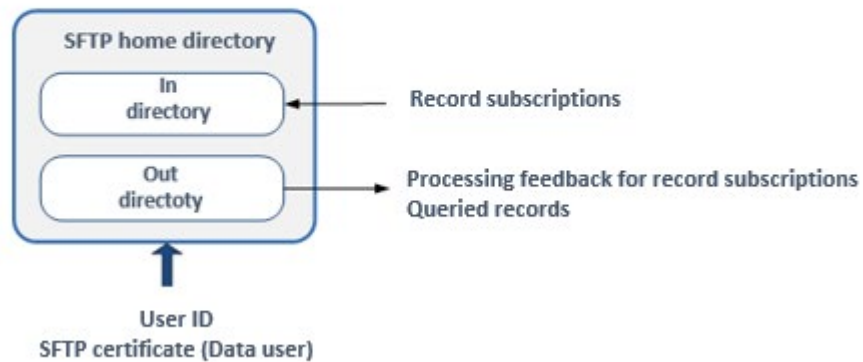 SFTP home directory
In
directory
Record subscriptions
Out
directoty
Processing feedback for record subscriptions
Queried records
User ID
SFTP certificate (Data user)